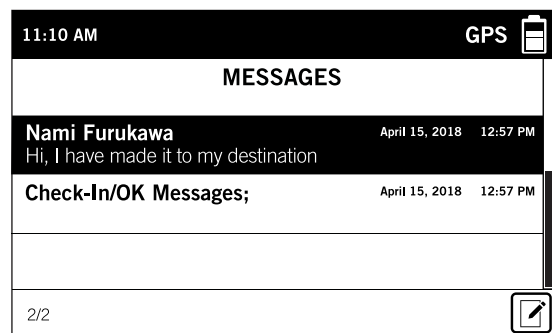 11:10 AM GPS
MESSAGES
Nami Furukawa April 15, 2018 12:57 PM
Hi, I have made it to my destination
Check-In/OK Messages; April 15, 2018 12:57 PM
2/2